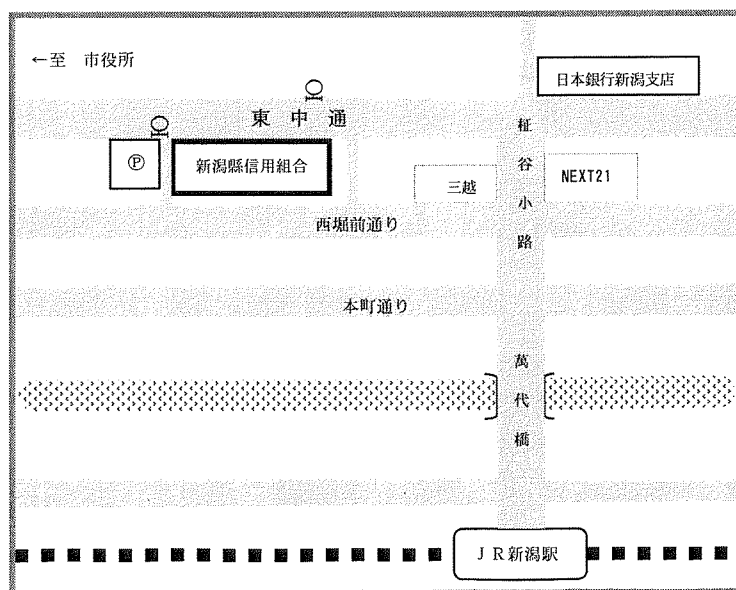 ←至 市役所
日本銀行新潟支店
東中通
Ⓟ
新潟縣信用組合
三越
NEXT21
柾谷小路
西堀前通り
本町通り
萬代橋
JR新潟駅